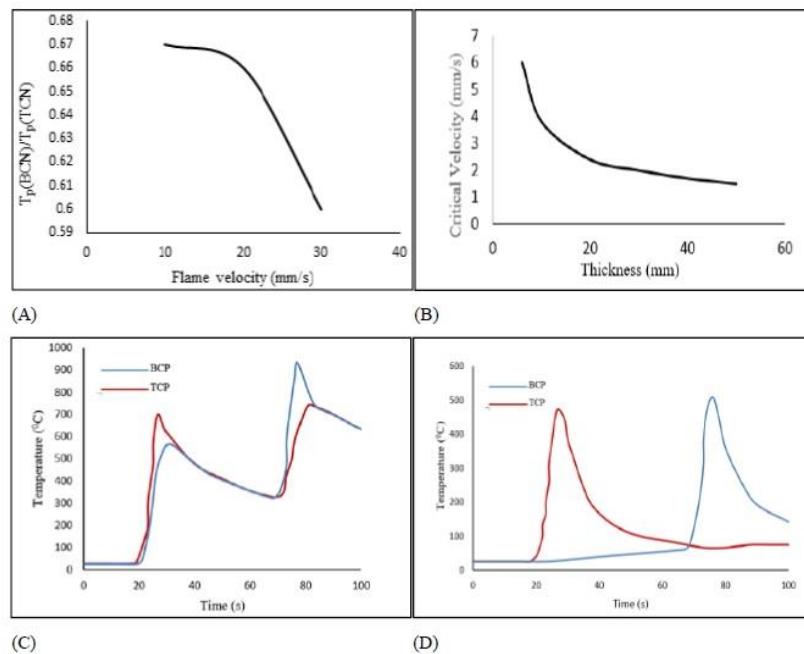 0.68
0.67
0.66
0.64
0.63
0.61
0.6
0.59
0 10 20 30 40
Tp(BCN)/Tp(TCN)
Flame velocity (mm/s)
7
6
5
4
3
2
1
0
0 20 40 60
Critical Velocity (mm/s)
Thickness (mm)
(A) (B)
1000
900
800
700
600
500
400
300
200
100
0
0 20 40 60 80 100
Temperature (⁰C)
Time (s)
BCP
TCP
600
500
400
300
200
100
0
0 20 40 60 80 100
Temperature (⁰C)
Time (s)
BCP
TCP
(C) (D)